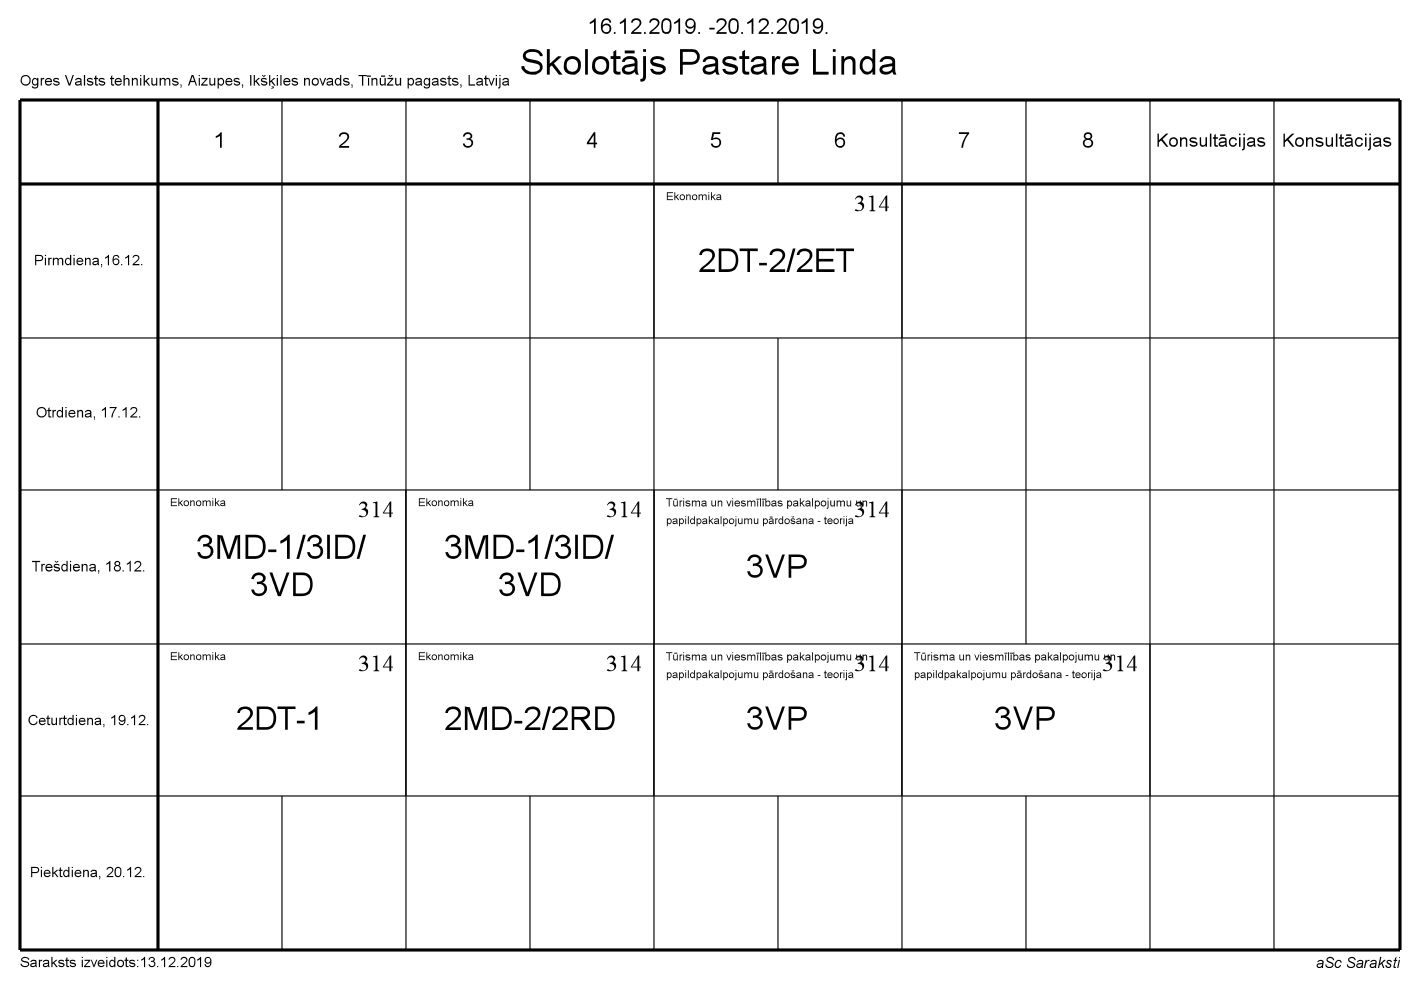 16.12.2019. -20.12.2019.
Skolotājs Pastare Linda
Ogres Valsts tehnikums, Aizupes, Ikšķiles novads, Tīnūžu pagasts, Latvija
1 2 3 4 5 6 7 8 Konsultācijas Konsultācijas
Pirmdiena,16.12.
Ekonomika 314
2DT-2/2ET
Otrdiena, 17.12.
Trešdiena, 18.12.
Ekonomika 314
3MD-1/3ID/
3VD
Ekonomika 314
3MD-1/3ID/
3VD
Tūrisma un viesmīlības pakalpojumu un
papildpakalpojumu pārdošana - teorija 314
3VP
Ceturtdiena, 19.12.
Ekonomika 314
2DT-1
Ekonomika 314
2MD-2/2RD
Tūrisma un viesmīlības pakalpojumu un
papildpakalpojumu pārdošana - teorija 314
3VP
Tūrisma un viesmīlības pakalpojumu un
papildpakalpojumu pārdošana - teorija 314
3VP
Piektdiena, 20.12.
Saraksts izveidots:13.12.2019
aSc Saraksti